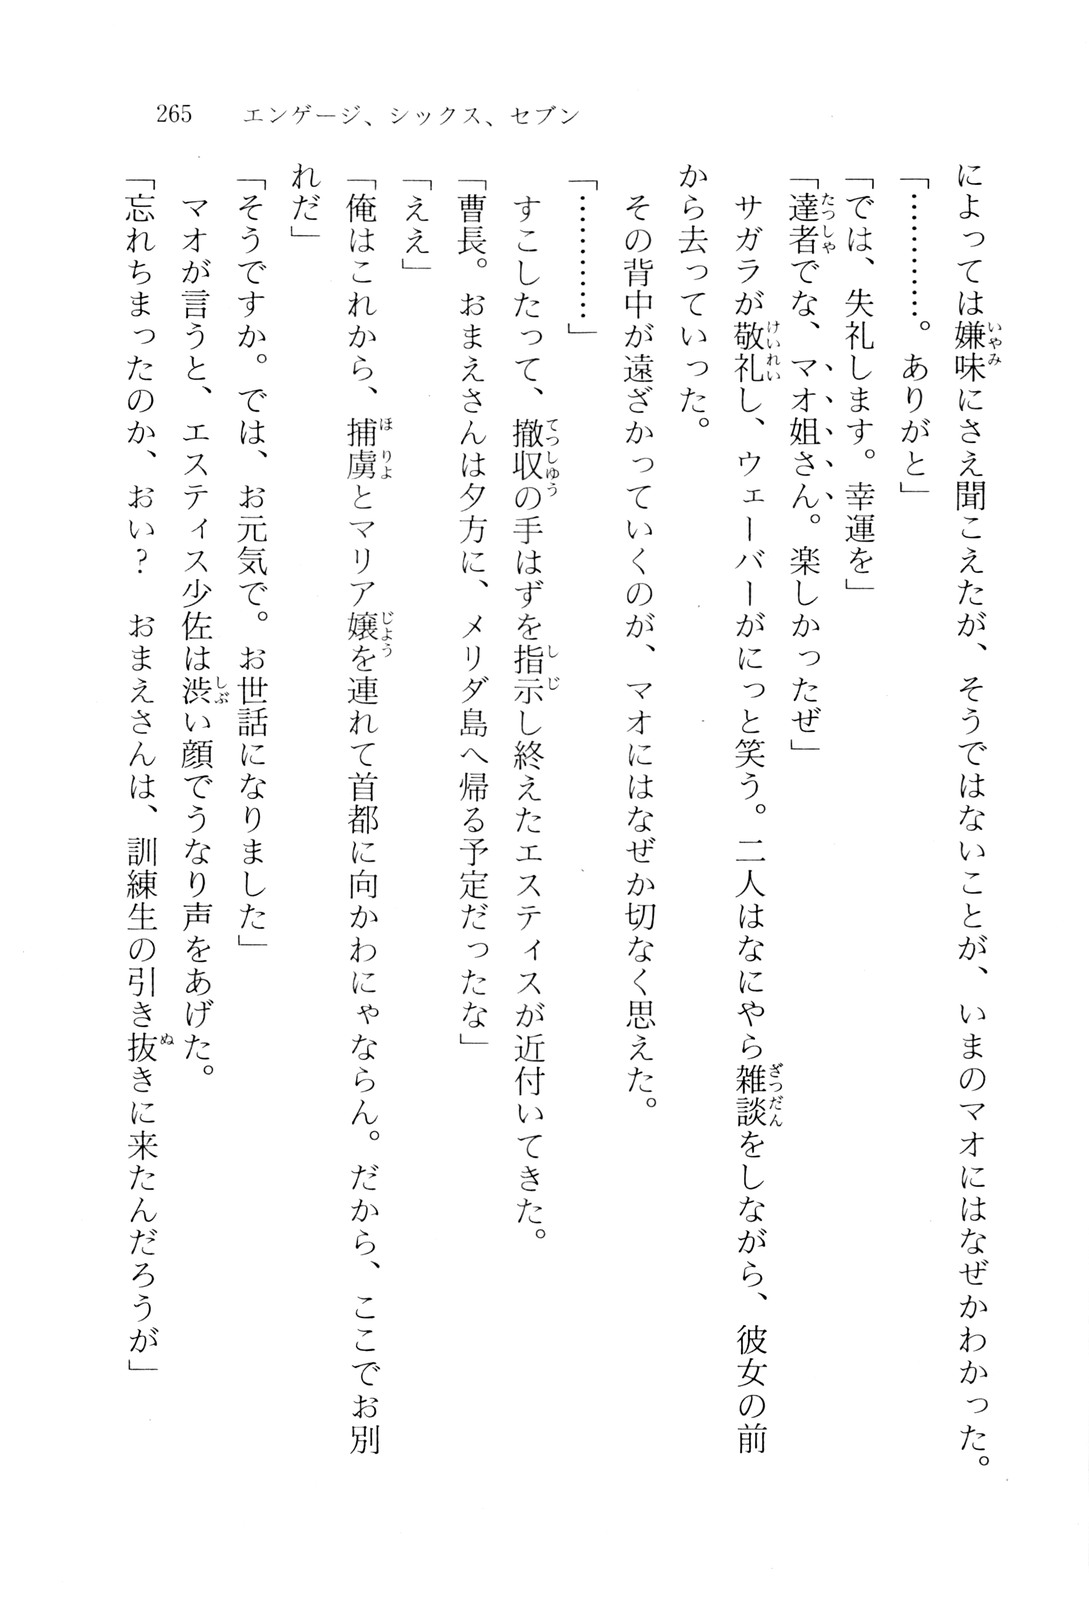 265　エンゲージ、シックス、セブン
によっては嫌味にさえ聞こえたが、そうではないことが、いまのマオにはなぜかわかった。
「…………。ありがと」
「では、失礼します。幸運を」
「達者でな、マオ姐さん。楽しかったぜ」
　サガラが敬礼し、ウェーバーがにっと笑う。二人はなにやら雑談をしながら、彼女の前
から去っていった。
　その背中が遠ざかっていくのが、マオにはなぜか切なく思えた。
「…………」
　すこしたって、撤収の手はずを指示し終えたエスティスが近付いてきた。
「曹長。おまえさんは夕方に、メリダ島へ帰る予定だったな」
「ええ」
「俺はこれから、捕虜とマリア嬢を連れて首都に向かわにゃならん。だから、ここでお別
れだ」
「そうですか。では、お元気で。お世話になりました」
　マオが言うと、エスティス少佐は渋い顔でうなり声をあげた。
「忘れちまったのか、おい？　おまえさんは、訓練生の引き抜きに来たんだろうが」